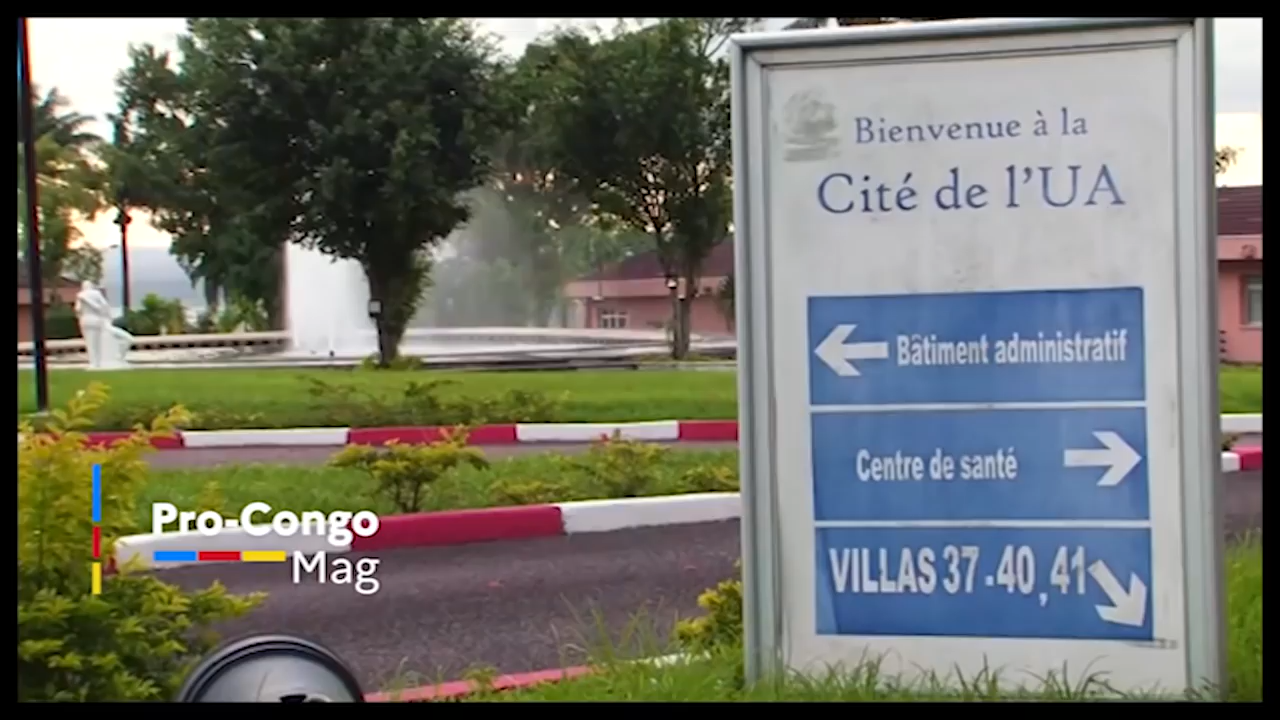 Bienvenue à la
Cité de l'UA
Bâtiment administratif
Centre de santé
VILLAS 37.40,41
Pro-Congo
Mag